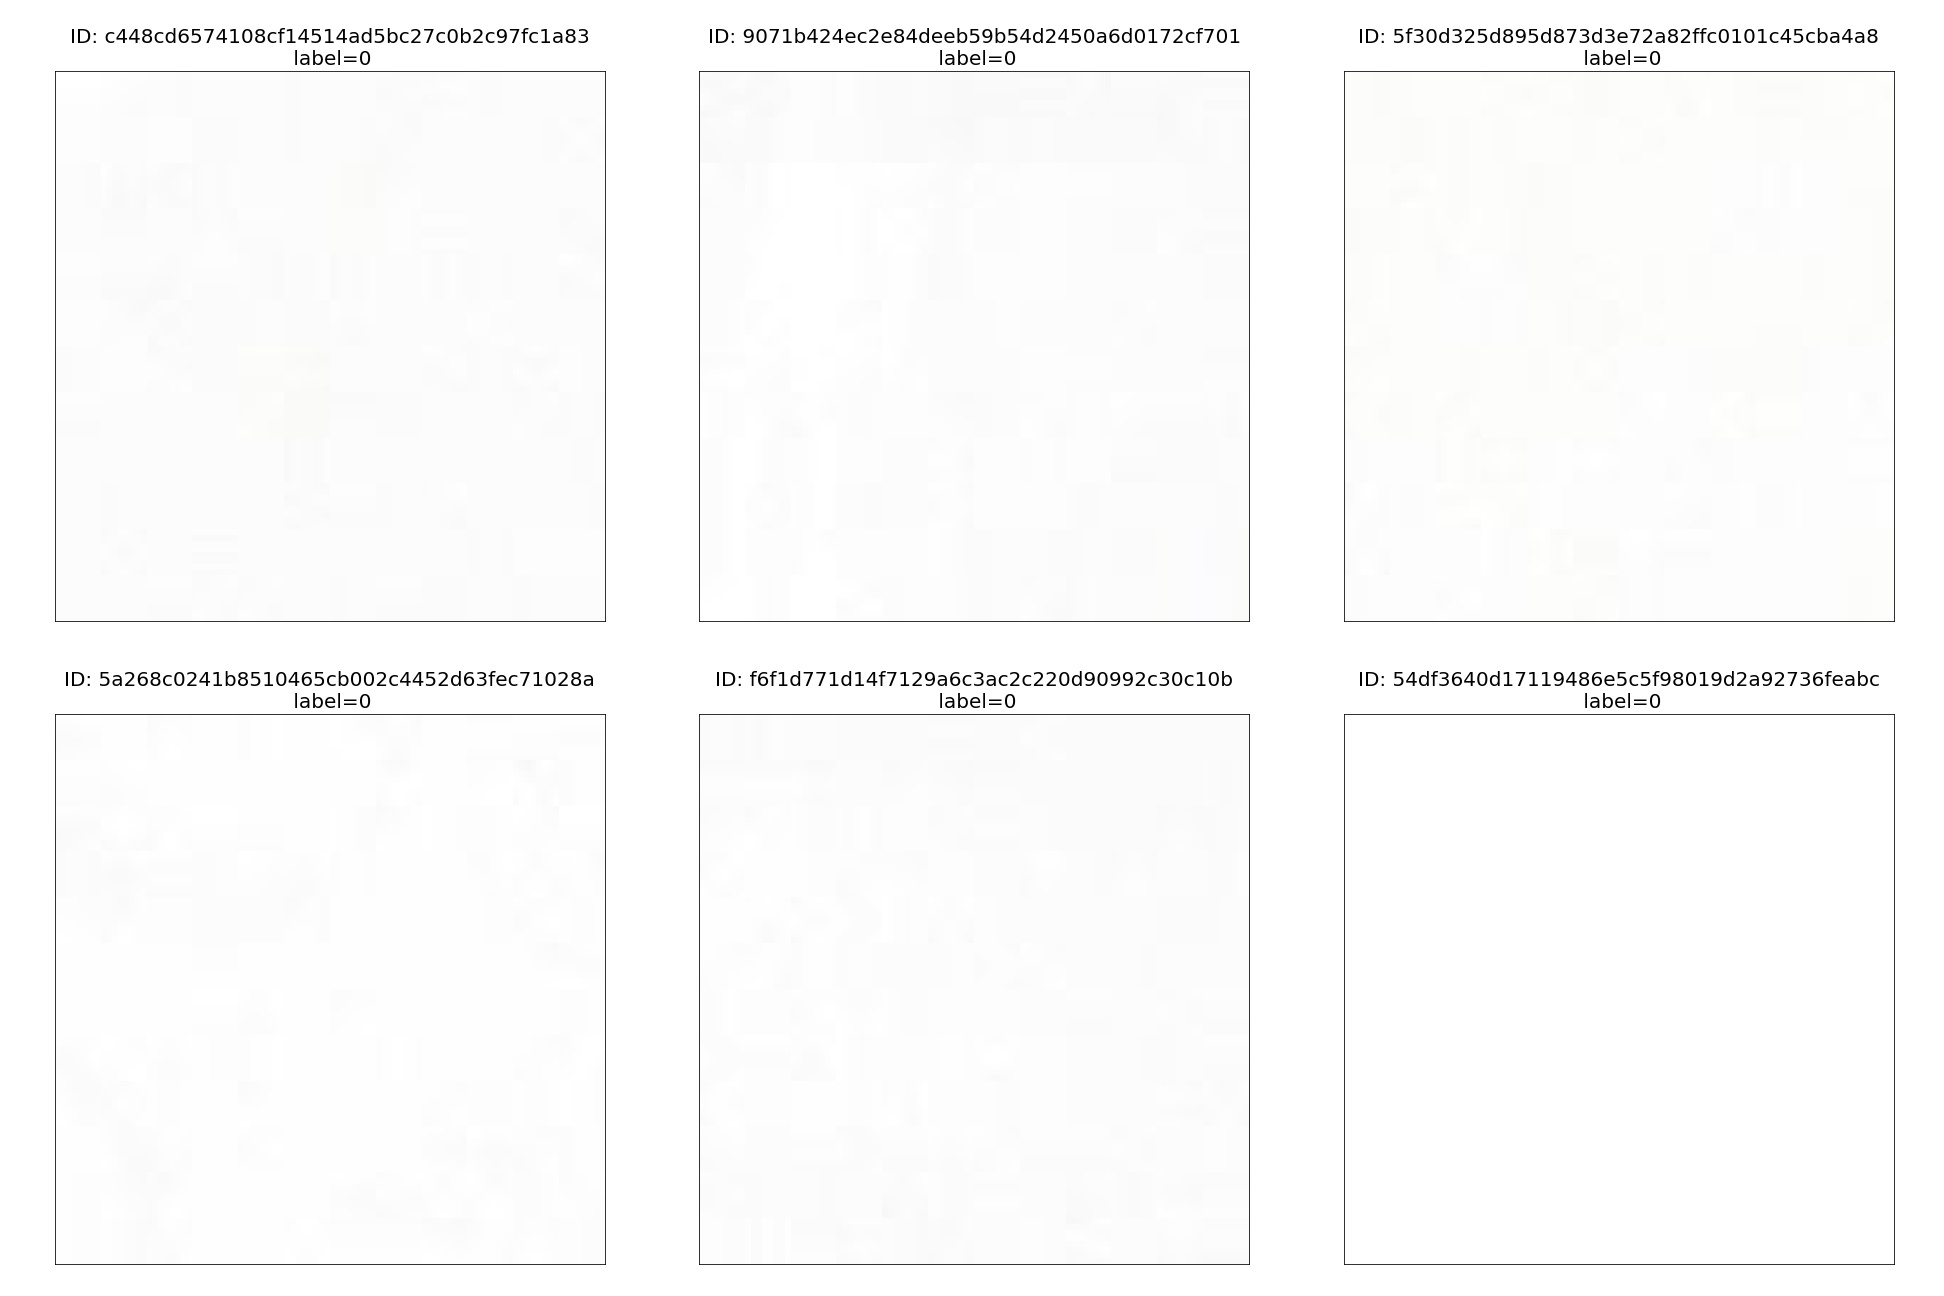 ID: c448cd6574108cf14514ad5bc27c0b2c97fc1a83
label=0
ID: 9071b424ec2e84deeb59b54d2450a6d0172cf701
label=0
ID: 5f30d325d895d873d3e72a82ffc0101c45cba4a8
label=0
ID: 5a268c0241b8510465cb002c4452d63fec71028a
label=0
ID: f6f1d771d14f7129a6c3ac2c220d90992c30c10b
label=0
ID: 54df3640d17119486e5c5f98019d2a92736feabc
label=0